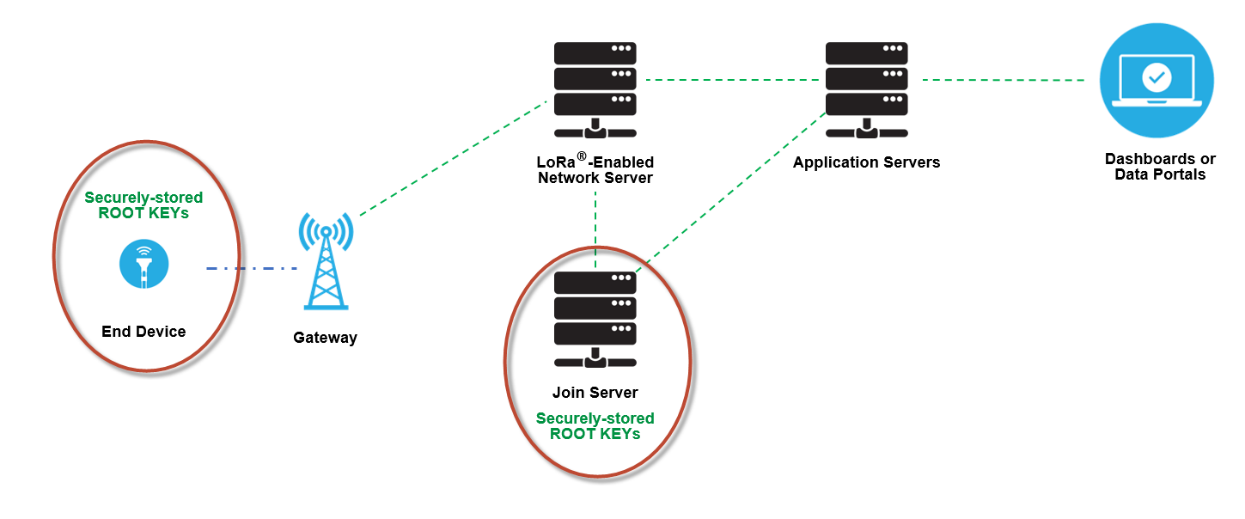 Securely-stored
ROOT KEYs
End Device
Gateway
LoRa®-Enabled
Network Server
Application Servers
Dashboards or
Data Portals
Join Server
Securely-stored
ROOT KEYs